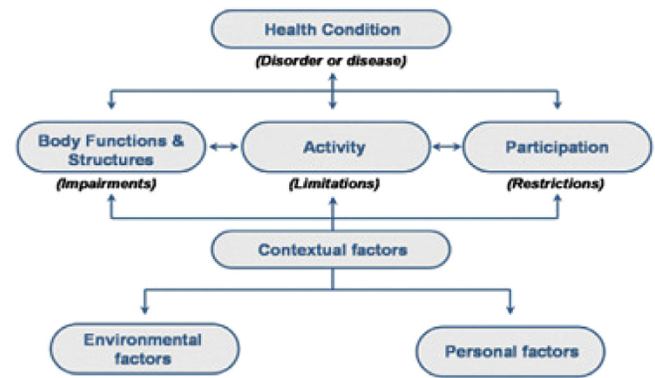 Health Condition
(Disorder or disease)
Body Functions &
Structures
Activity
Participation
(Impairments)
(Limitations)
(Restrictions)
Contextual factors
Environmental
factors
Personal factors